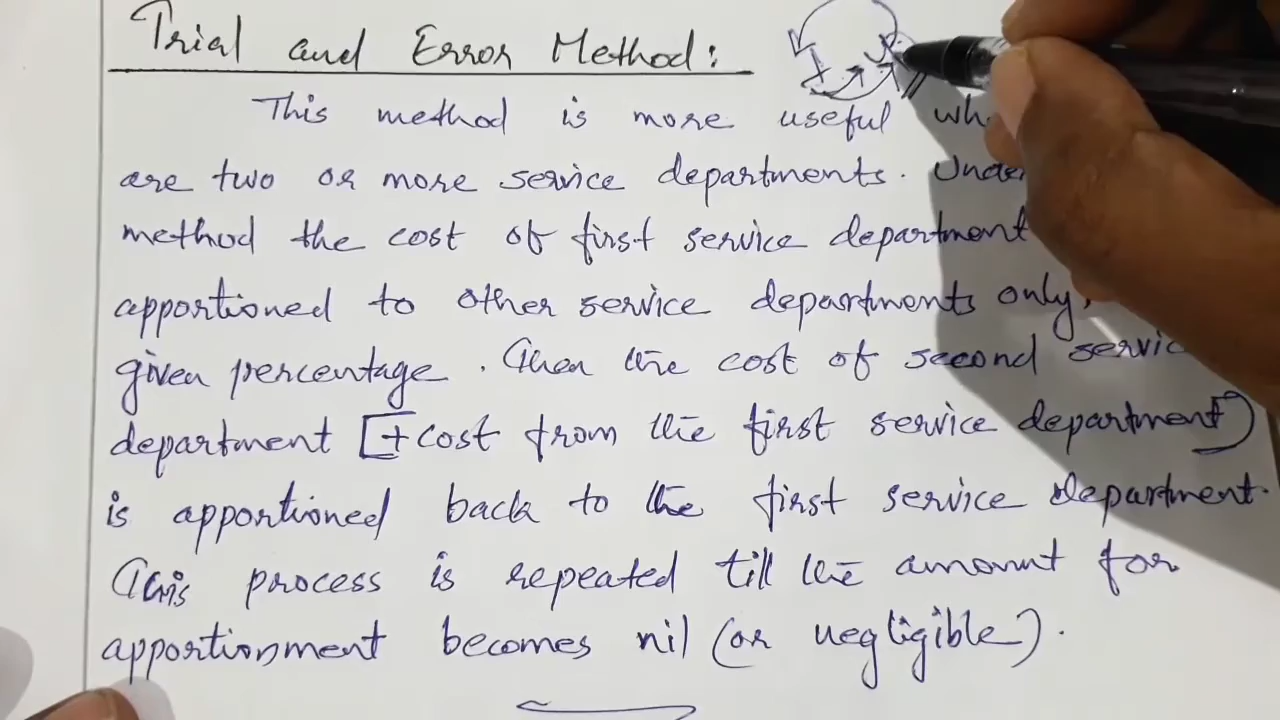 Trial and Error Method:
This method is more useful wh
are two or more service departments. Unde
method the cost of first service department
apportioned to other service departments only,
given percentage. Then the cost of second servic
department [+ cost from the first service department)
is apportioned back to the first service department.
This process is repeated till the amount for
apportionment becomes nil (or negligible).